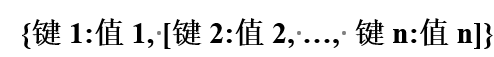 {键 1:值 1, [键 2:值 2, …, 键 n:值 n]}